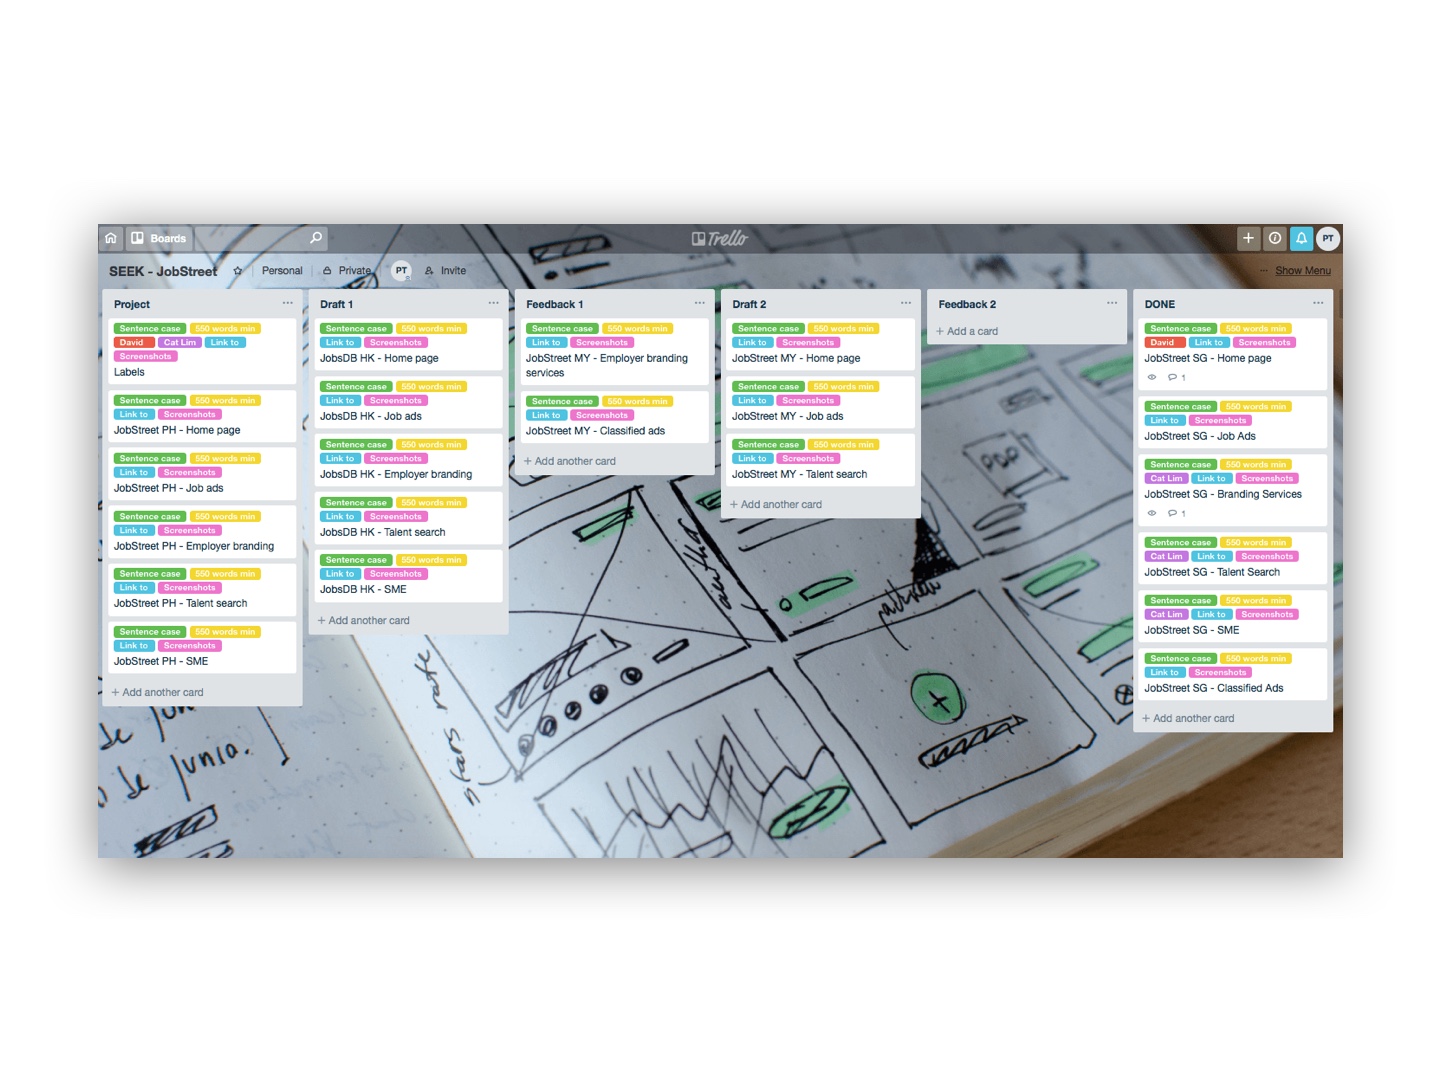 Boards
Trello
PT
SEEK - JobStreet
Personal
Private
PT
Invite
... Show Menu
Project ...
Sentence case 550 words min
David Cat Lim Link to
Screenshots
Labels
Sentence case 550 words min
Link to Screenshots
JobStreet PH - Home page
Sentence case 550 words min
Link to Screenshots
JobStreet PH - Job ads
Sentence case 550 words min
Link to Screenshots
JobStreet PH - Employer branding
Sentence case 550 words min
Link to Screenshots
JobStreet PH - Talent search
Sentence case 550 words min
Link to Screenshots
JobStreet PH - SME
+ Add another card
Draft 1 ...
Sentence case 550 words min
Link to Screenshots
JobsDB HK - Home page
Sentence case 550 words min
Link to Screenshots
JobsDB HK - Job ads
Sentence case 550 words min
Link to Screenshots
JobsDB HK - Employer branding
Sentence case 550 words min
Link to Screenshots
JobsDB HK - Talent search
Sentence case 550 words min
Link to Screenshots
JobsDB HK - SME
+ Add another card
Feedback 1 ...
Sentence case 550 words min
Link to Screenshots
JobStreet MY - Employer branding
services
Sentence case 550 words min
Link to Screenshots
JobStreet MY - Classified ads
+ Add another card
Draft 2 ...
Sentence case 550 words min
Link to Screenshots
JobStreet MY - Home page
Sentence case 550 words min
Link to Screenshots
JobStreet MY - Job ads
Sentence case 550 words min
Link to Screenshots
JobStreet MY - Talent search
+ Add another card
Feedback 2 ...
+ Add a card
DONE ...
Sentence case 550 words min
David Link to Screenshots
JobStreet SG - Home page
1
Sentence case 550 words min
Link to Screenshots
JobStreet SG - Job Ads
Sentence case 550 words min
Cat Lim Link to Screenshots
JobStreet SG - Branding Services
1
Sentence case 550 words min
Cat Lim Link to Screenshots
JobStreet SG - Talent Search
Sentence case 550 words min
Cat Lim Link to Screenshots
JobStreet SG - SME
Sentence case 550 words min
Link to Screenshots
JobStreet SG - Classified Ads
+ Add another card
POP
de Junia.